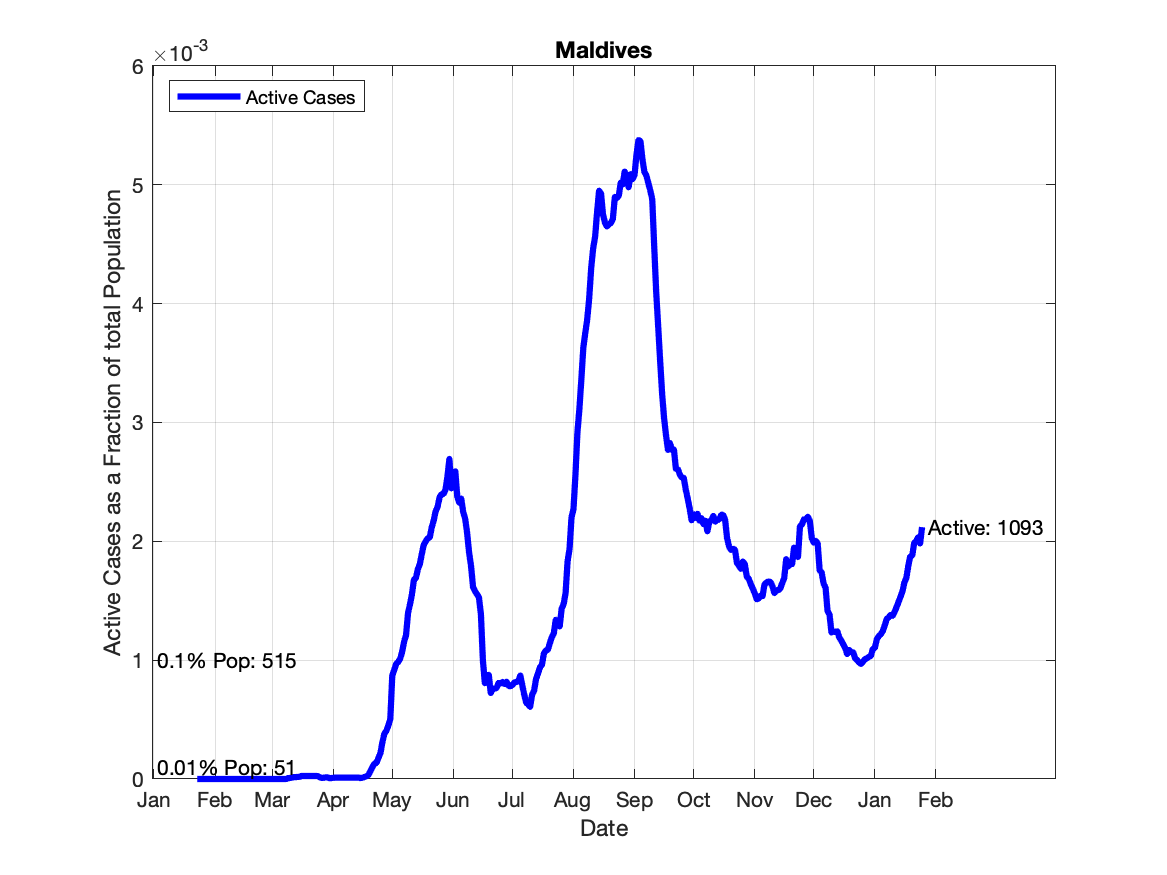 Maldives
×10-3
Active Cases
6
5
4
3
2
1
0
Active Cases as a Fraction of total Population
Active: 1093
0.1% Pop: 515
0.01% Pop: 51
Jan Feb Mar Apr May Jun Jul Aug Sep Oct Nov Dec Jan Feb
Date